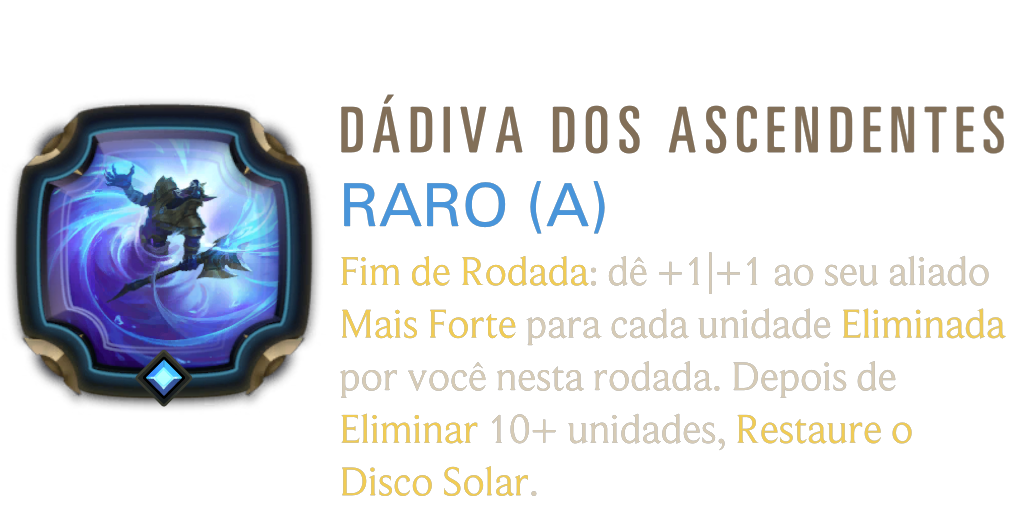 DÁDIVA DOS ASCENDENTES
RARO (A)
Fim de Rodada: dê +1|+1 ao seu aliado
Mais Forte para cada unidade Eliminada
por você nesta rodada. Depois de
Eliminar 10+ unidades, Restaure o
Disco Solar.